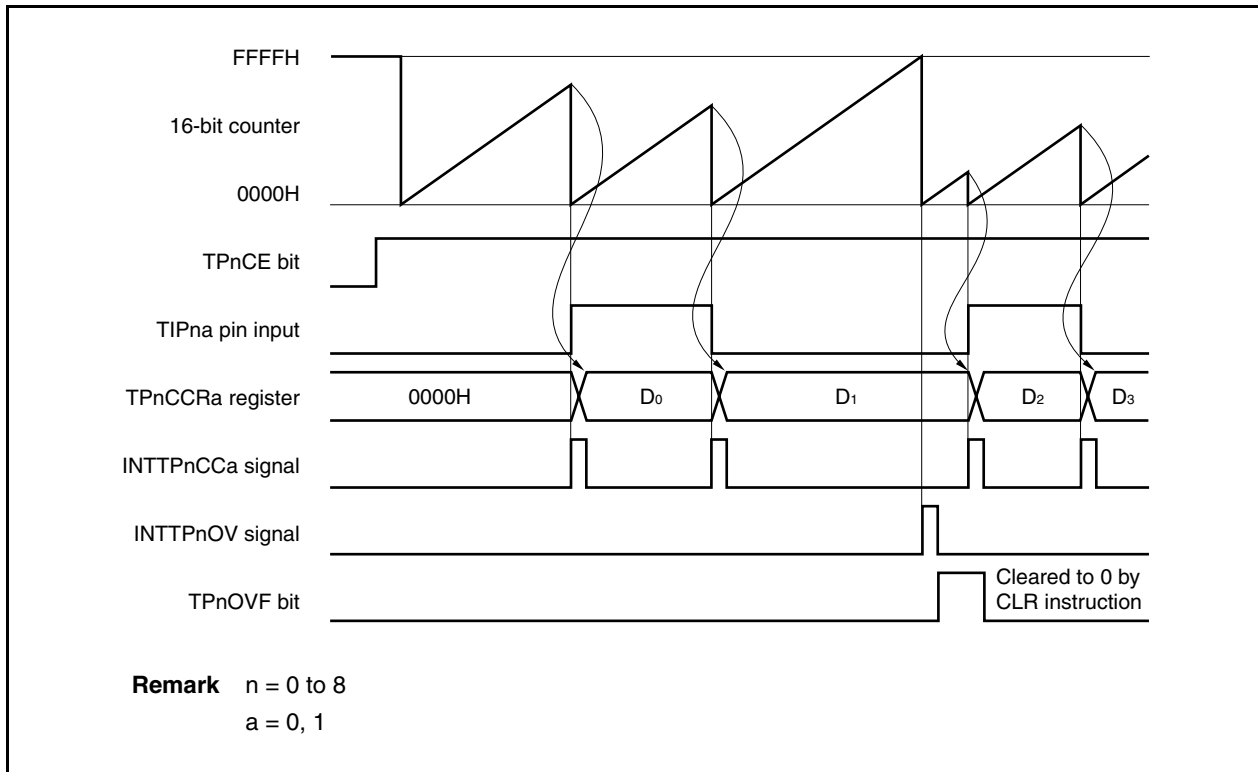 FFFFH
16-bit counter
0000H
TPnCE bit
TIPna pin input
TPnCCRa register
0000H D0 D1 D2 D3
INTTPnCCa signal
INTTPnOV signal
TPnOVF bit
Cleared to 0 by
CLR instruction
Remark n = 0 to 8
a = 0, 1